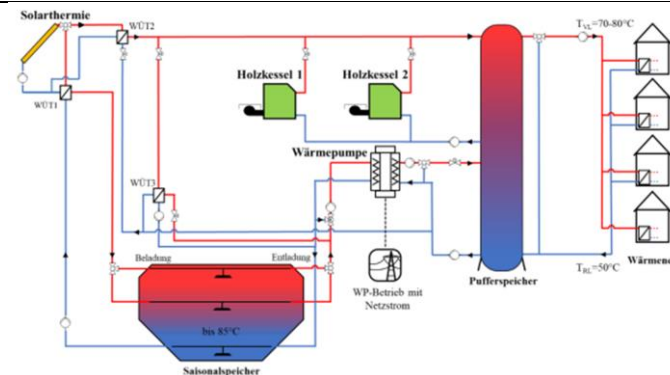 Solarthermie
WÜT2
T_VL=70-80°C
Holzkessel 1
Holzkessel 2
WÜT1
Wärmepumpe
WÜT3
Beladung
Entladung
Wärmene
T_RL=50°C
Pufferspeicher
WP-Betrieb mit
Netzstrom
bis 85°C
Saisonalspeicher